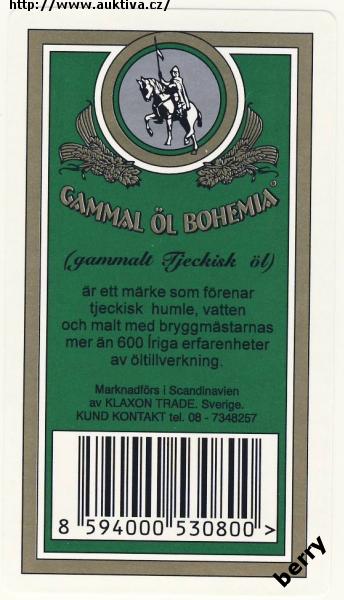 http://www.auktiva.cz/
GAMMAL ÖL BOHEMIA®
(gammalt Tjeckisk öl)
är ett märke som förenar
tjeckisk humle, vatten
och malt med bryggmästarnas
mer än 600 Íriga erfarenheter
av öltillverkning.
Marknadförs i Scandinavien
av KLAXON TRADE. Sverige.
KUND KONTAKT tel. 08 - 7348257
8 594000 530800 >
berry